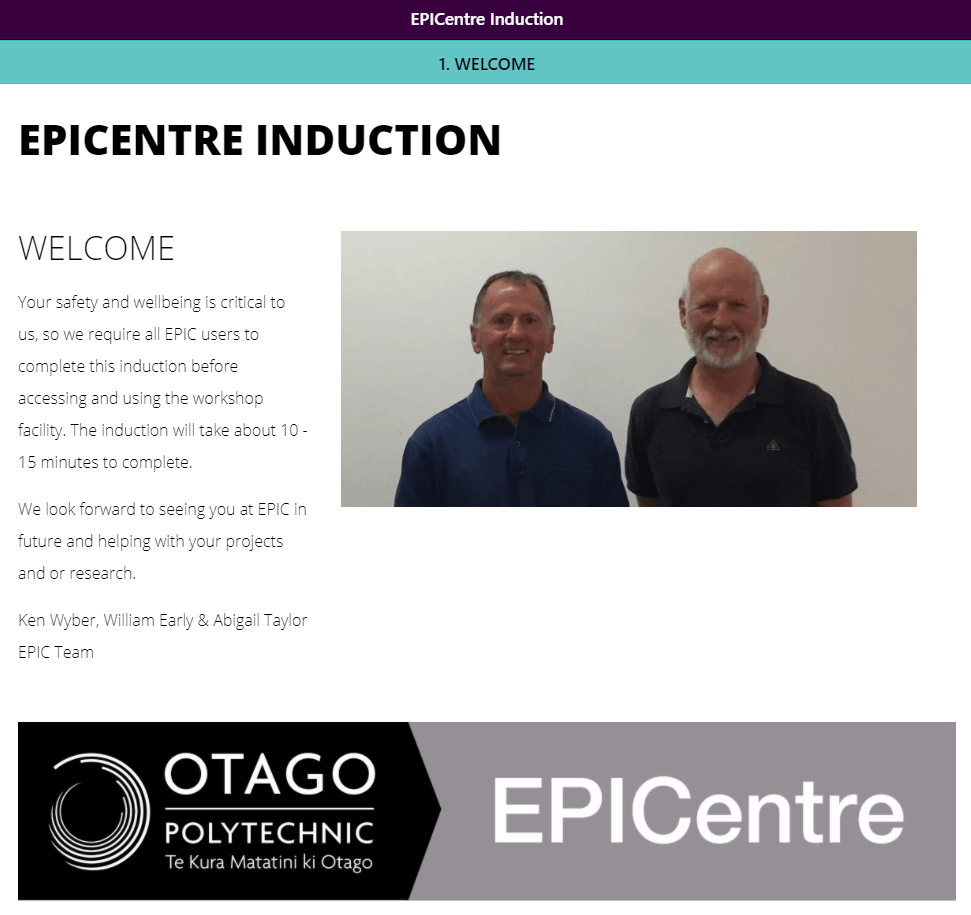 EPICentre Induction
1. WELCOME
EPICENTRE INDUCTION
WELCOME
Your safety and wellbeing is critical to
us, so we require all EPIC users to
complete this induction before
accessing and using the workshop
facility. The induction will take about 10 -
15 minutes to complete.
We look forward to seeing you at EPIC in
future and helping with your projects
and or research.
Ken Wyber, William Early & Abigail Taylor
EPIC Team
OTAGO
POLYTECHNIC
Te Kura Matatini ki Otago
EPICentre